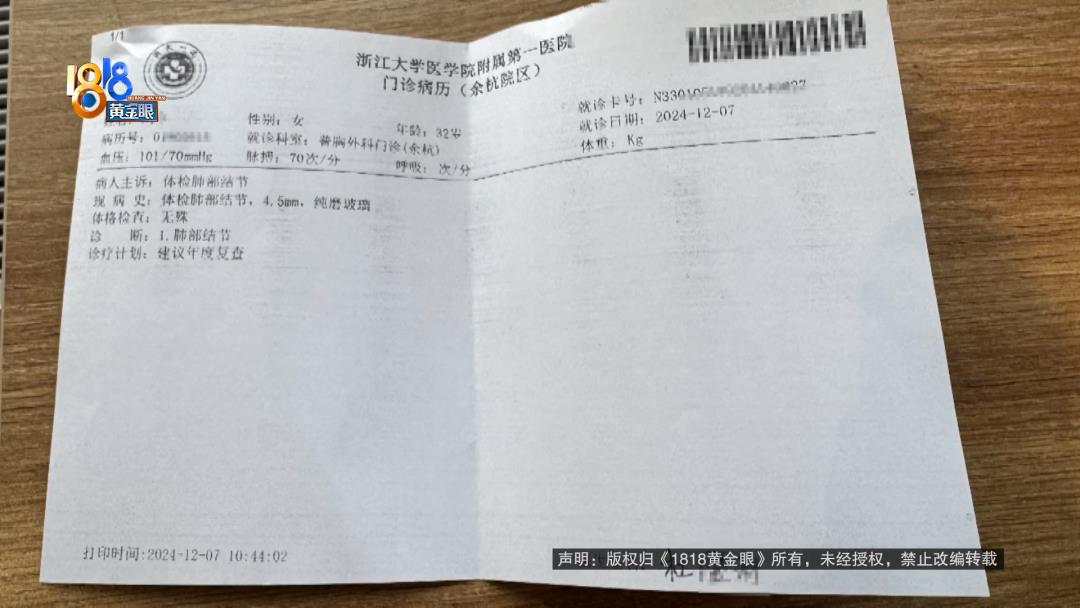 1/1
1818
黄金眼
浙江大学医学院附属第一医院
门诊病历（余杭院区）
就诊卡号：
就诊日期：2024-12-07
体重： Kg
性别：女
年龄：32岁
病历号：
就诊科室：普胸外科门诊(余杭)
血压：101/70mmHg 脉搏：70次/分 呼吸： 次/分
病人主诉：体检肺部结节
现 病 史：体检肺部结节，4.5mm，纯磨玻璃
体格检查：无殊
诊 断：1.肺部结节
诊疗计划：建议年度复查
打印时间:2024-12-07 10:44:02
声明：版权归《1818黄金眼》所有，未经授权，禁止改编转载